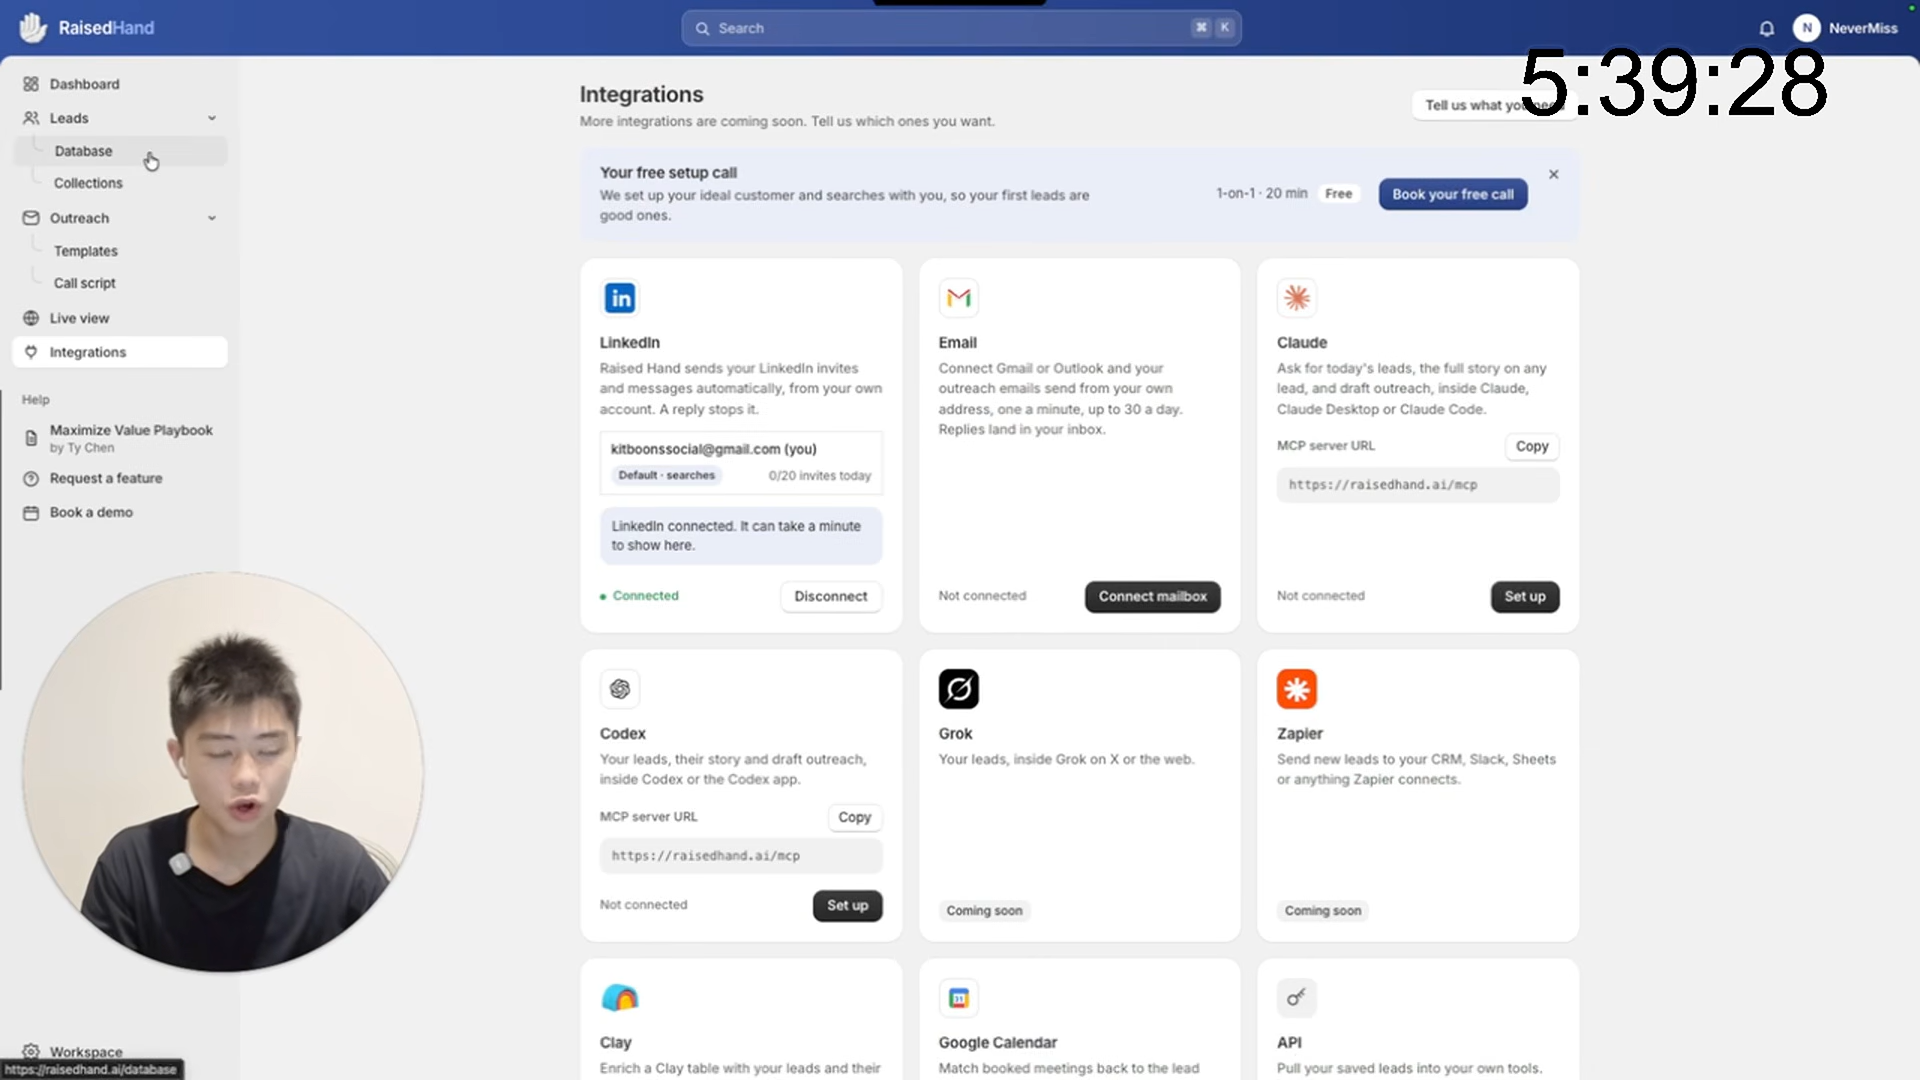 RaisedHand
Search
⌘ K
N NeverMiss
5:39:28
Dashboard
Leads
Database
Collections
Outreach
Templates
Call script
Live view
Integrations
Help
Maximize Value Playbook
by Ty Chen
Request a feature
Book a demo
Workspace
https://raisedhand.ai/database
Integrations
More integrations are coming soon. Tell us which ones you want.
Tell us what you need
Your free setup call
We set up your ideal customer and searches with you, so your first leads are
good ones.
1-on-1 · 20 min Free Book your free call
in
LinkedIn
Raised Hand sends your LinkedIn invites
and messages automatically, from your own
account. A reply stops it.
kitboonssocial@gmail.com (you)
Default · searches 0/20 invites today
LinkedIn connected. It can take a minute
to show here.
Connected Disconnect
Email
Connect Gmail or Outlook and your
outreach emails send from your own
address, one a minute, up to 30 a day.
Replies land in your inbox.
Not connected Connect mailbox
Claude
Ask for today's leads, the full story on any
lead, and draft outreach, inside Claude,
Claude Desktop or Claude Code.
MCP server URL Copy
https://raisedhand.ai/mcp
Not connected Set up
Codex
Your leads, their story and draft outreach,
inside Codex or the Codex app.
MCP server URL Copy
https://raisedhand.ai/mcp
Not connected Set up
Grok
Your leads, inside Grok on X or the web.
Coming soon
Zapier
Send new leads to your CRM, Slack, Sheets
or anything Zapier connects.
Coming soon
Clay
Enrich a Clay table with your leads and their
31
Google Calendar
Match booked meetings back to the lead
API
Pull your saved leads into your own tools.